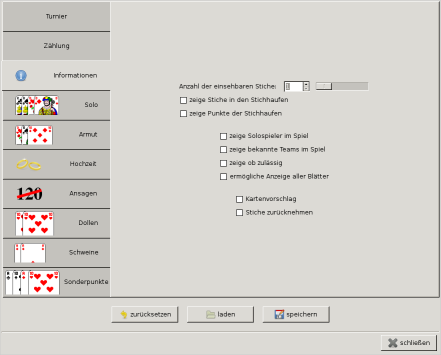 Turnier
Zählung
Informationen
Solo
Armut
Hochzeit
120 Ansagen
Dollen
Schweine
Sonderpunkte
Anzahl der einsehbaren Stiche:
zeige Stiche in den Stichhaufen
zeige Punkte der Stichhaufen
zeige Solospieler im Spiel
zeige bekannte Teams im Spiel
zeige ob zulässig
ermögliche Anzeige aller Blätter
Kartenvorschlag
Stiche zurücknehmen
zurücksetzen
laden
speichern
schließen